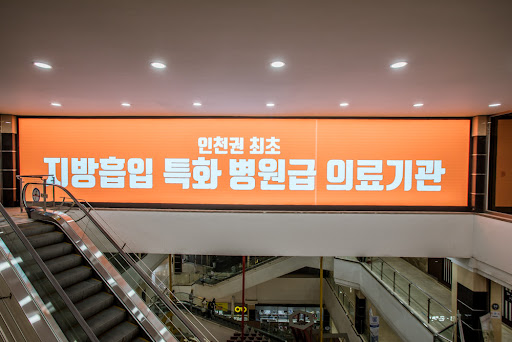 인천권 최초
지방흡입 특화 병원급 의료기관